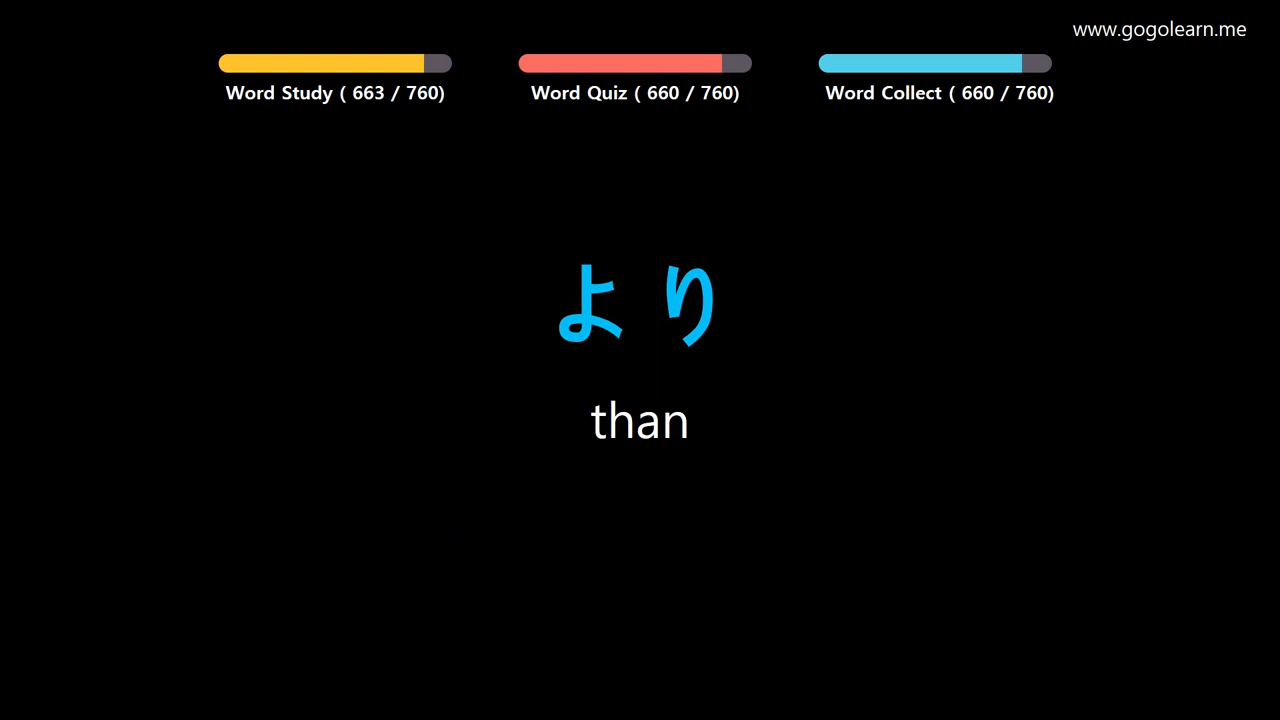 www.gogolearn.me
Word Study ( 663 / 760)
Word Quiz ( 660 / 760)
Word Collect ( 660 / 760)
より
than